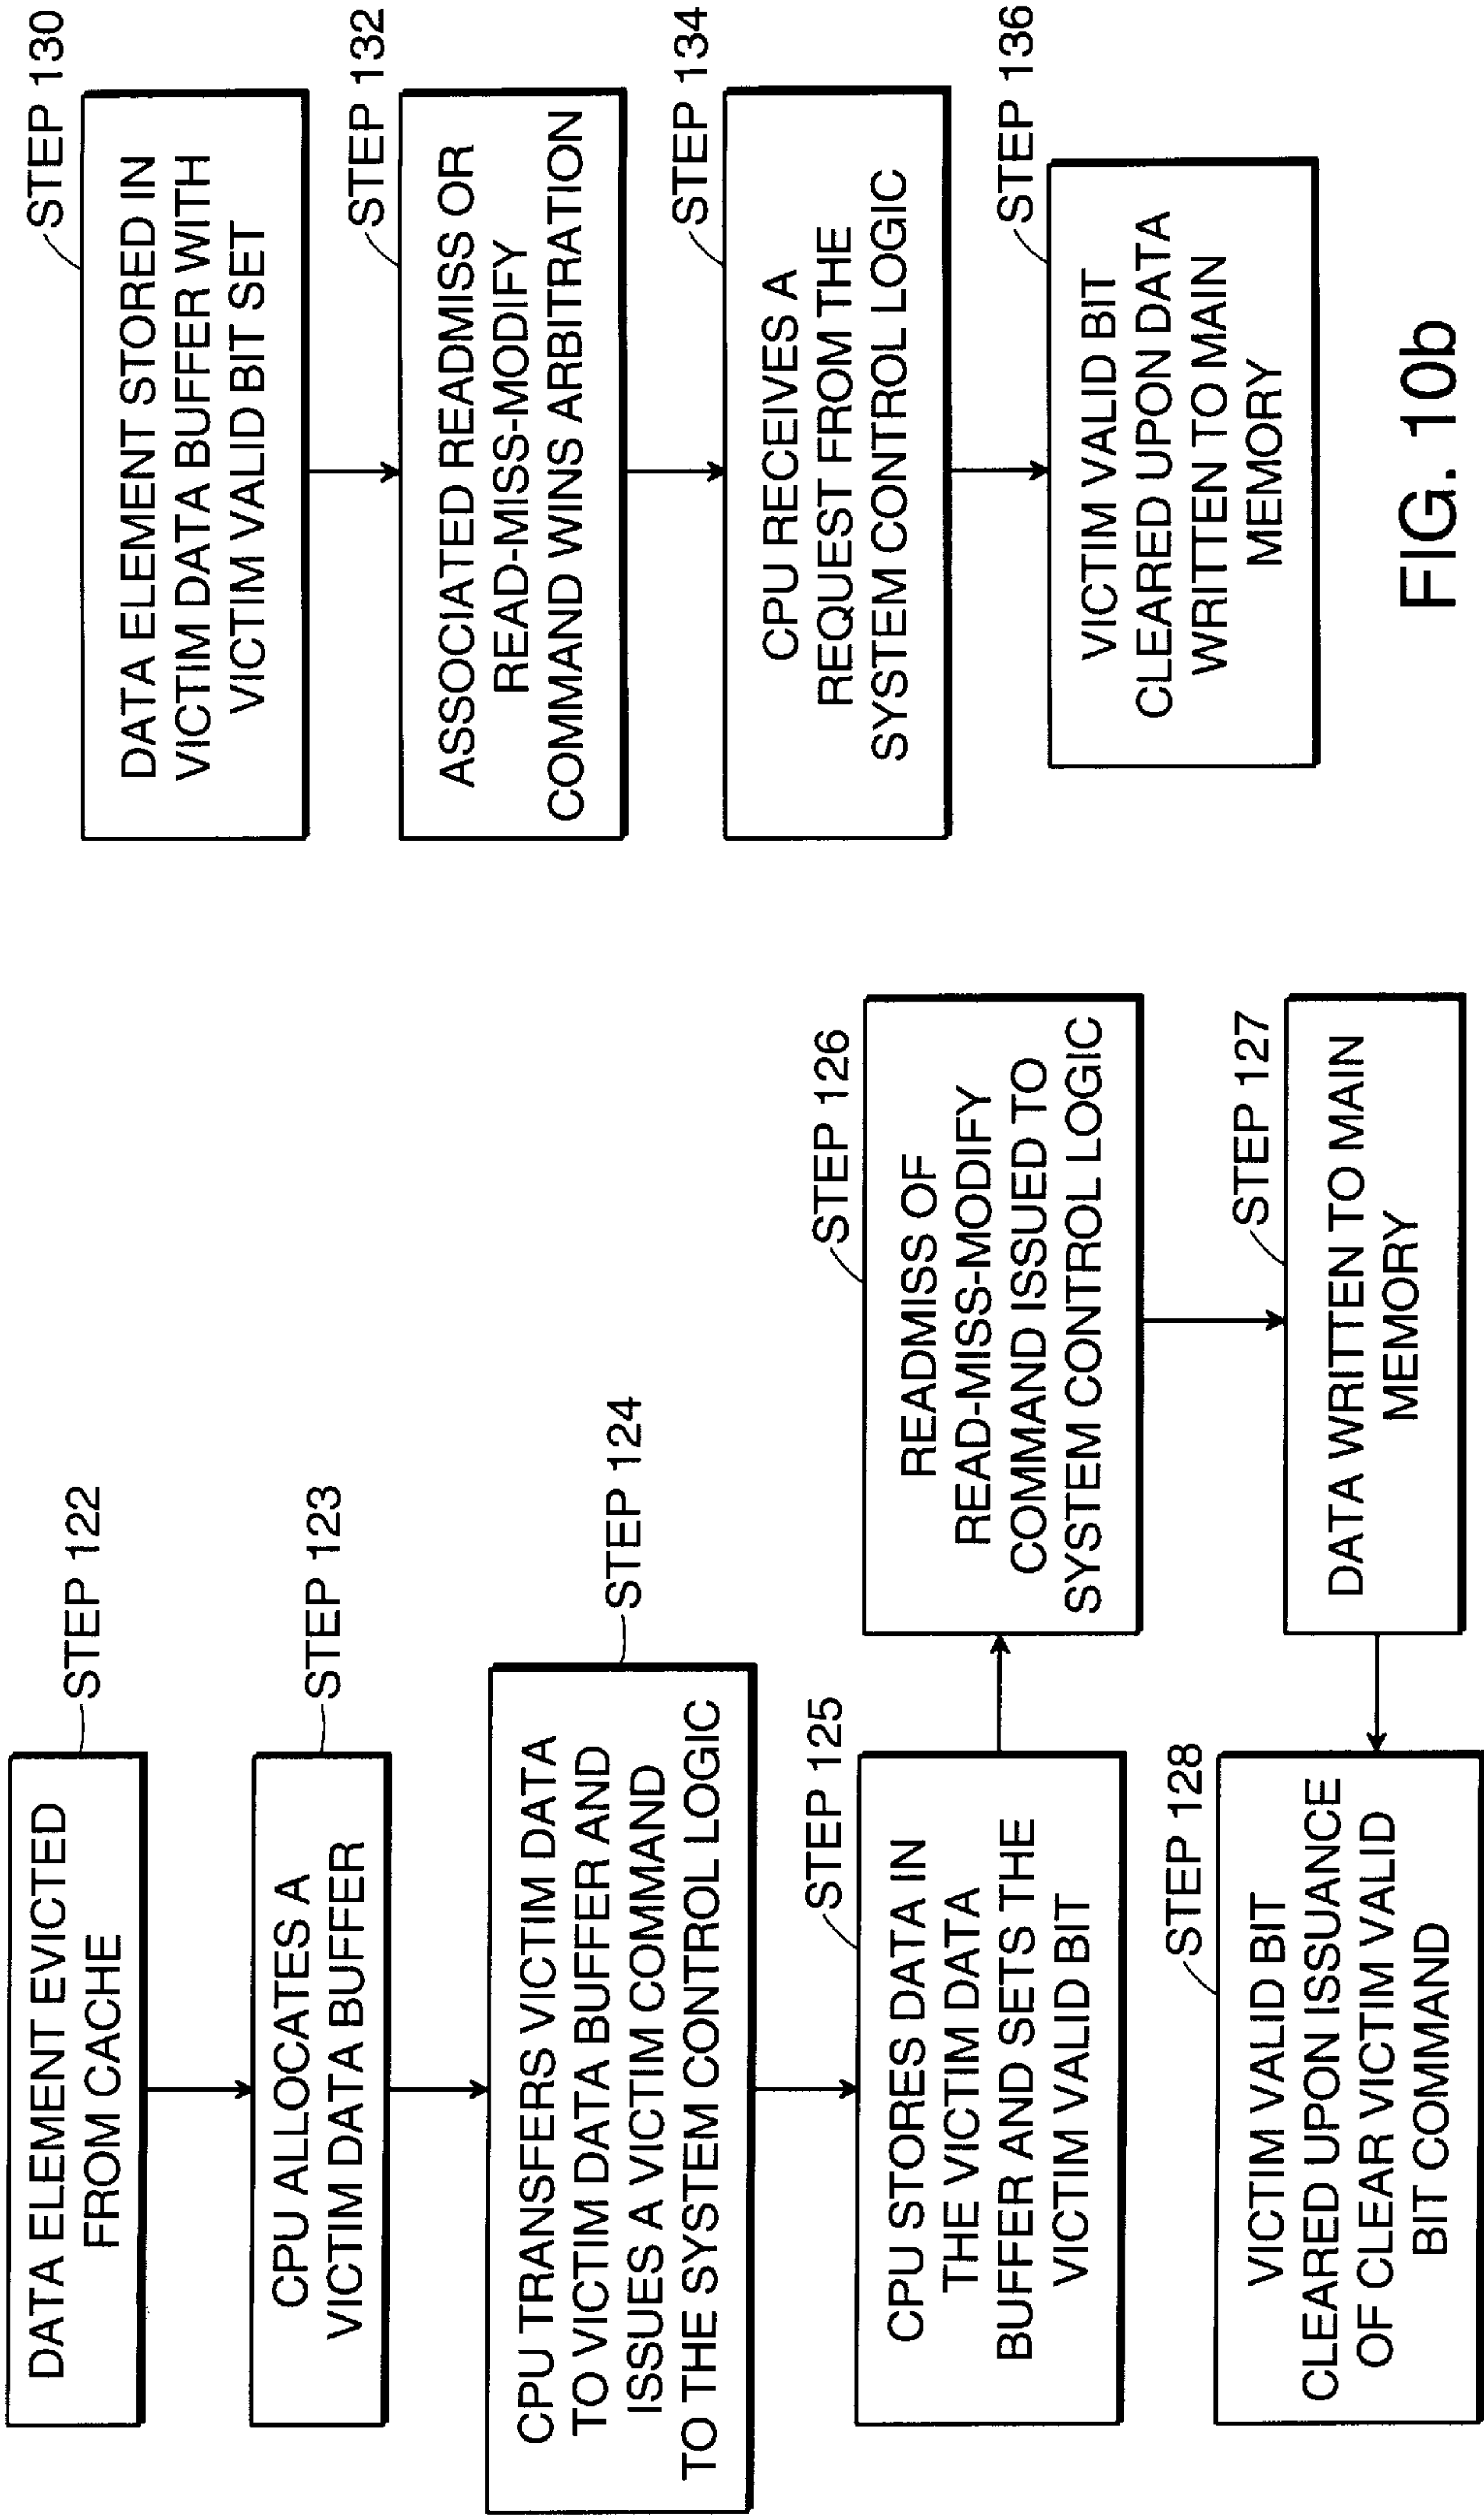 STEP 122
DATA ELEMENT EVICTED
FROM CACHE
STEP 123
CPU ALLOCATES A
VICTIM DATA BUFFER
STEP 124
CPU TRANSFERS VICTIM DATA
TO VICTIM DATA BUFFER AND
ISSUES A VICTIM COMMAND
TO THE SYSTEM CONTROL LOGIC
STEP 125
CPU STORES DATA IN
THE VICTIM DATA
BUFFER AND SETS THE
VICTIM VALID BIT
STEP 126
READMISS OF
READ-MISS-MODIFY
COMMAND ISSUED TO
SYSTEM CONTROL LOGIC
STEP 127
DATA WRITTEN TO MAIN
MEMORY
STEP 128
VICTIM VALID BIT
CLEARED UPON ISSUANCE
OF CLEAR VICTIM VALID
BIT COMMAND
STEP 130
DATA ELEMENT STORED IN
VICTIM DATA BUFFER WITH
VICTIM VALID BIT SET
STEP 132
ASSOCIATED READMISS OR
READ-MISS-MODIFY
COMMAND WINS ARBITRATION
STEP 134
CPU RECEIVES A
REQUEST FROM THE
SYSTEM CONTROL LOGIC
STEP 136
VICTIM VALID BIT
CLEARED UPON DATA
WRITTEN TO MAIN
MEMORY
FIG. 10b